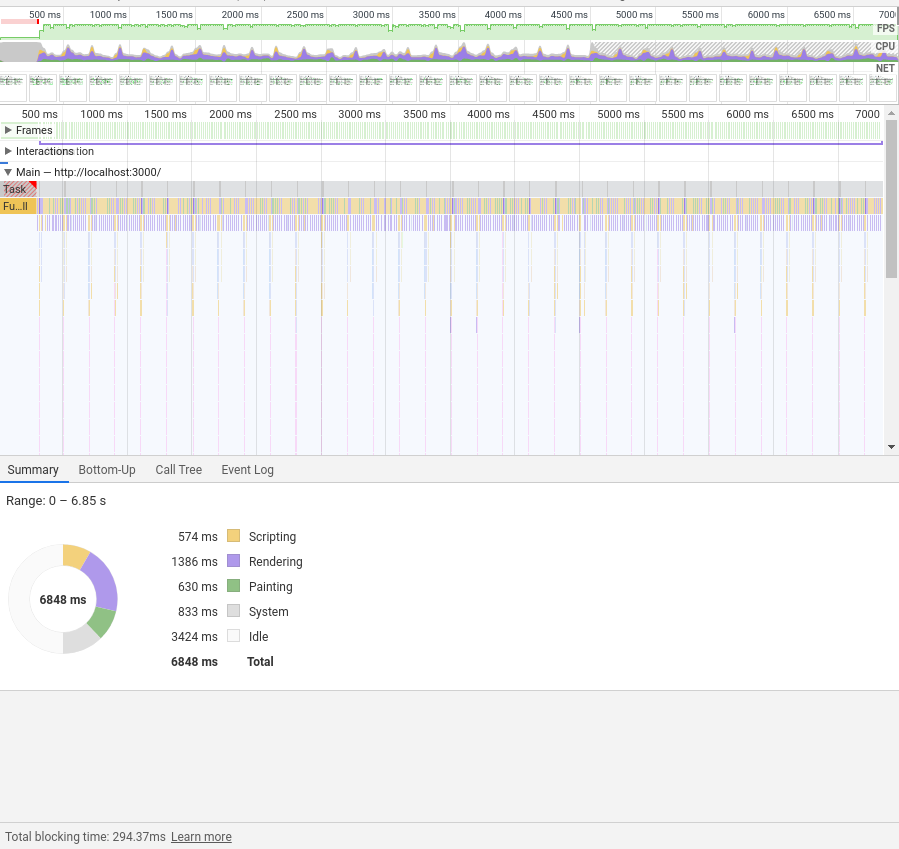 500 ms 1000 ms 1500 ms 2000 ms 2500 ms 3000 ms 3500 ms 4000 ms 4500 ms 5000 ms 5500 ms 6000 ms 6500 ms 700
FPS
CPU
NET
500 ms 1000 ms 1500 ms 2000 ms 2500 ms 3000 ms 3500 ms 4000 ms 4500 ms 5000 ms 5500 ms 6000 ms 6500 ms 7000
Frames
Interactions tion
Main — http://localhost:3000/
Task
Fu...ll
Summary Bottom-Up Call Tree Event Log
Range: 0 – 6.85 s
574 ms Scripting
1386 ms Rendering
6848 ms
630 ms Painting
833 ms System
3424 ms Idle
6848 ms Total
Total blocking time: 294.37ms Learn more